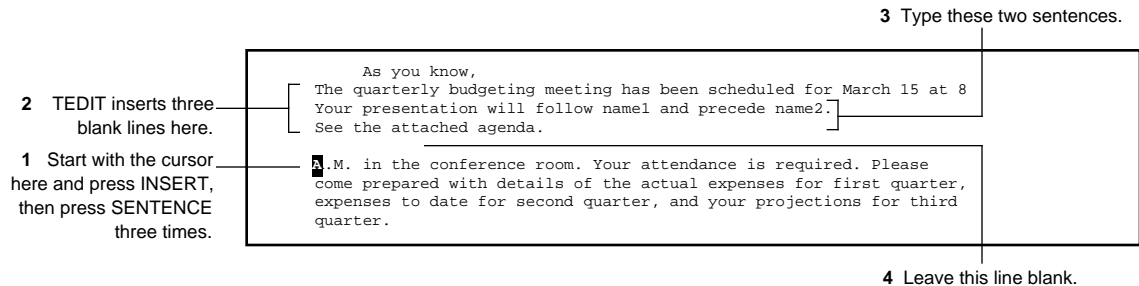 3 Type these two sentences.
As you know,
The quarterly budgeting meeting has been scheduled for March 15 at 8
Your presentation will follow name1 and precede name2.
See the attached agenda.
2 TEDIT inserts three
blank lines here.
1 Start with the cursor
here and press INSERT,
then press SENTENCE
three times.
A.M. in the conference room. Your attendance is required. Please
come prepared with details of the actual expenses for first quarter,
expenses to date for second quarter, and your projections for third
quarter.
4 Leave this line blank.